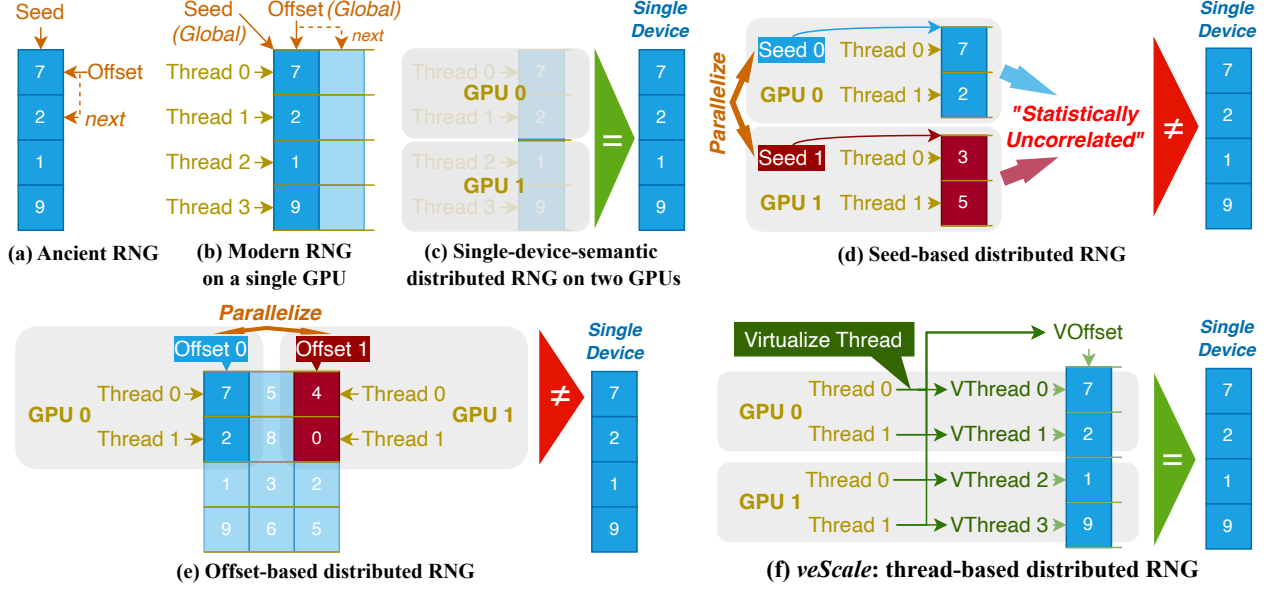 Seed
Offset
next
7
2
1
9
(a) Ancient RNG
Seed
(Global)
Offset (Global)
next
Thread 0
Thread 1
Thread 2
Thread 3
7
2
1
9
(b) Modern RNG
on a single GPU
Thread 0
GPU 0
Thread 1
Thread 2
GPU 1
Thread 3
7
2
1
9
=
Single
Device
7
2
1
9
(c) Single-device-semantic
distributed RNG on two GPUs
Parallelize
Seed 0
Thread 0
7
GPU 0
Thread 1
2
Seed 1
Thread 0
3
GPU 1
Thread 1
5
"Statistically
Uncorrelated"
≠
Single
Device
7
2
1
9
(d) Seed-based distributed RNG
Parallelize
Offset 0
Offset 1
Thread 0
GPU 0
Thread 1
7 5 4
2 8 0
1 3 2
9 6 5
Thread 0
GPU 1
Thread 1
≠
Single
Device
7
2
1
9
(e) Offset-based distributed RNG
Virtualize Thread
VOffset
Thread 0
VThread 0
7
GPU 0
Thread 1
VThread 1
2
Thread 0
VThread 2
1
GPU 1
Thread 1
VThread 3
9
=
Single
Device
7
2
1
9
(f) veScale: thread-based distributed RNG